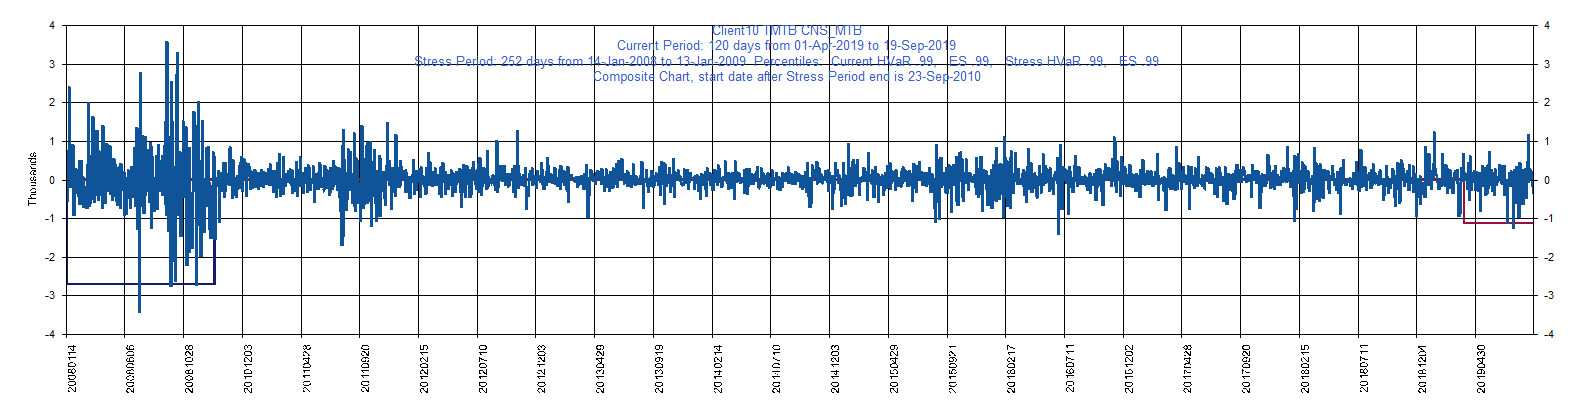 Client10 TMTB CNS_MTB
Current Period: 120 days from 01-Apr-2019 to 19-Sep-2019
Stress Period: 252 days from 14-Jan-2008 to 13-Jan-2009 Percentiles: Current HVaR .99, ES .99, Stress HVaR .99, ES .99
Composite Chart, start date after Stress Period end is 23-Sep-2010
4 4
3 3
2 2
1 1
0 0
-1 -1
-2 -2
-3 -3
-4 -4
Thousands
20080114 20080606 20081028 20101203 20110428 20110920 20120215 20120710 20121203 20130429 20130919 20140214 20140710 20141203 20150429 20150921 20160217 20160711 20161202 20170428 20170920 20180215 20180711 20181204 20190430